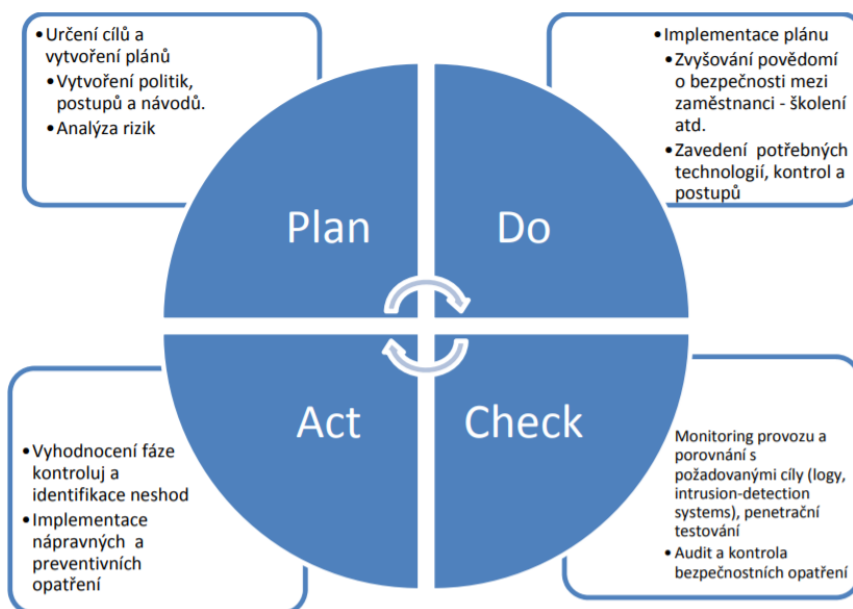 •Určení cílů a
vytvoření plánů
•Vytvoření politik,
postupů a návodů.
•Analýza rizik
•Implementace plánu
•Zvyšování povědomí
o bezpečnosti mezi
zaměstnanci - školení
atd.
•Zavedení potřebných
technologií, kontrol a
postupů
Plan
Do
Act
Check
•Vyhodnocení fáze
kontroluj a
identifikace neshod
•Implementace
nápravných a
preventivních
opatření
Monitoring provozu a
porovnání s
požadovanými cíly (logy,
intrusion-detection
systems), penetrační
testování
• Audit a kontrola
bezpečnostních opatření